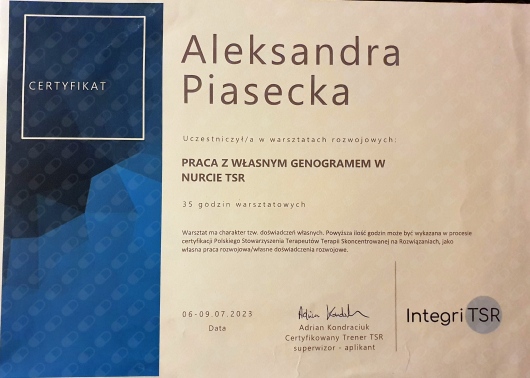 CERTYFIKAT
Aleksandra
Piasecka
Uczestniczył/a w warsztatach rozwojowych:
PRACA Z WŁASNYM GENOGRAMEM W
NURCIE TSR
35 godzin warsztatowych
Warsztat ma charakter tzw. doświadczeń własnych. Powyższa ilość godzin może być wykazana w procesie
certyfikacji Polskiego Stowarzyszenia Terapeutów Terapii Skoncentrowanej na Rozwiązaniach, jako
własna praca rozwojowa/własne doświadczenia rozwojowe.
06-09.07.2023
Data
Adrian Kondraciuk
Certyfikowany Trener TSR
superwizor - aplikant
Integri TSR